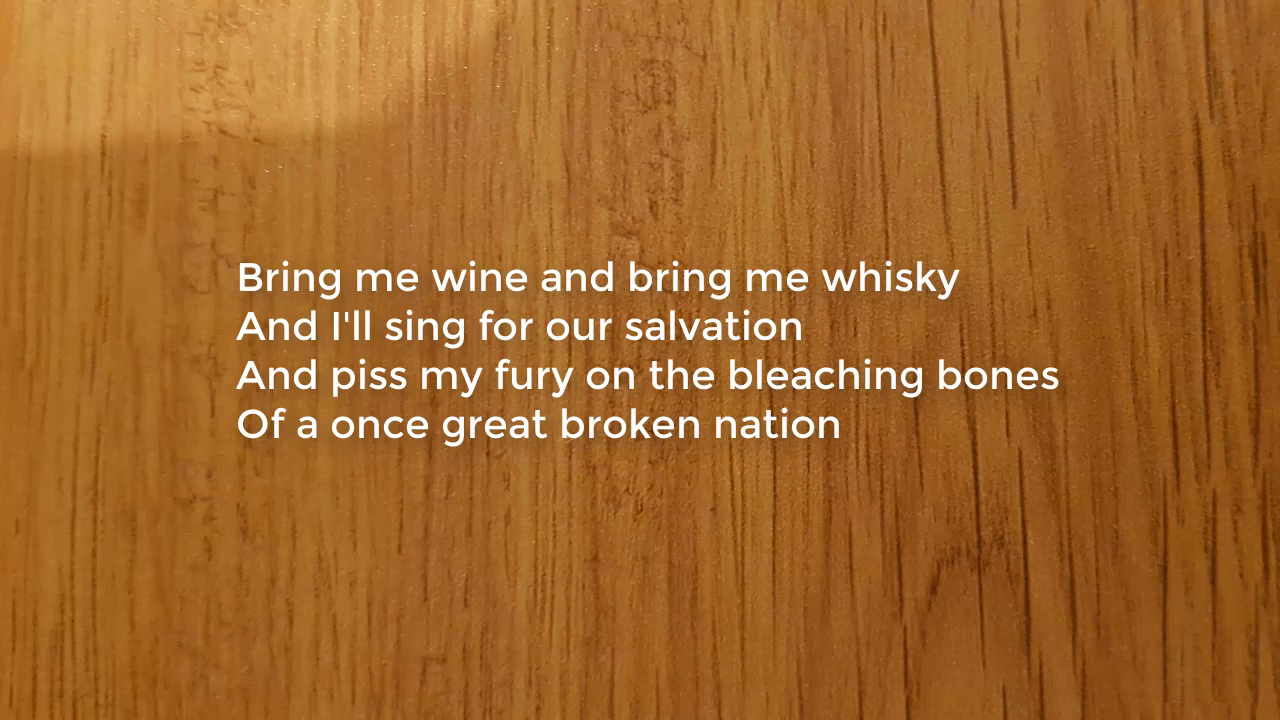 Bring me wine and bring me whisky
And I'll sing for our salvation
And piss my fury on the bleaching bones
Of a once great broken nation